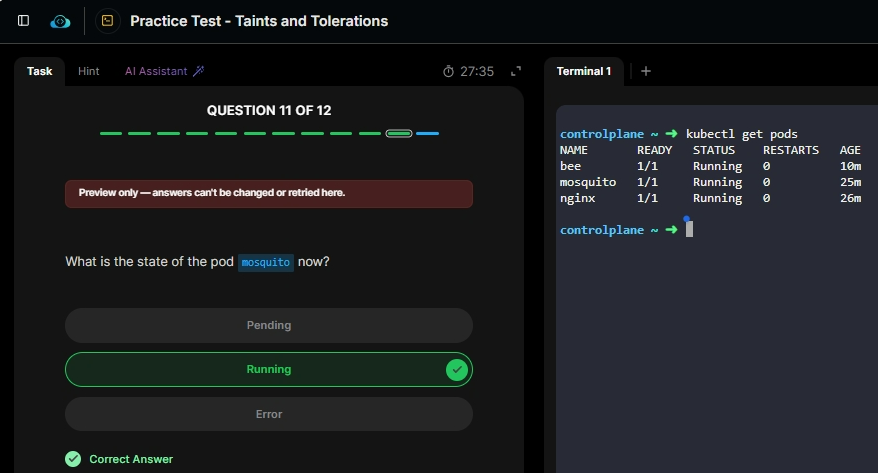 Practice Test - Taints and Tolerations
Task Hint AI Assistant 27:35
QUESTION 11 OF 12
Preview only — answers can't be changed or retried here.
What is the state of the pod mosquito now?
Pending
Running
Error
Correct Answer
Terminal 1 +
controlplane ~ ➜ kubectl get pods
NAME READY STATUS RESTARTS AGE
bee 1/1 Running 0 10m
mosquito 1/1 Running 0 25m
nginx 1/1 Running 0 26m
controlplane ~ ➜